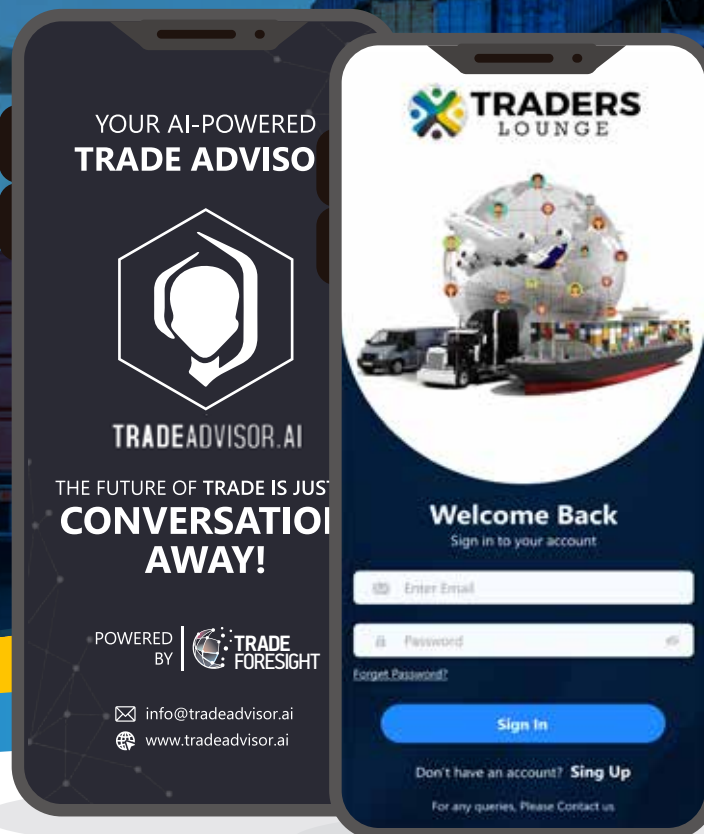 YOUR AI-POWERED
TRADE ADVISO
TRADEADVISOR.AI
THE FUTURE OF TRADE IS JUS
CONVERSATIO
AWAY!
POWERED
BY
TRADE
FORESIGHT
info@tradeadvisor.ai
www.tradeadvisor.ai
TRADERS
LOUNGE
Welcome Back
Sign in to your account
Enter Email
Password
Forget Password?
Sign In
Don't have an account? Sing Up
For any queries, Please Contact us